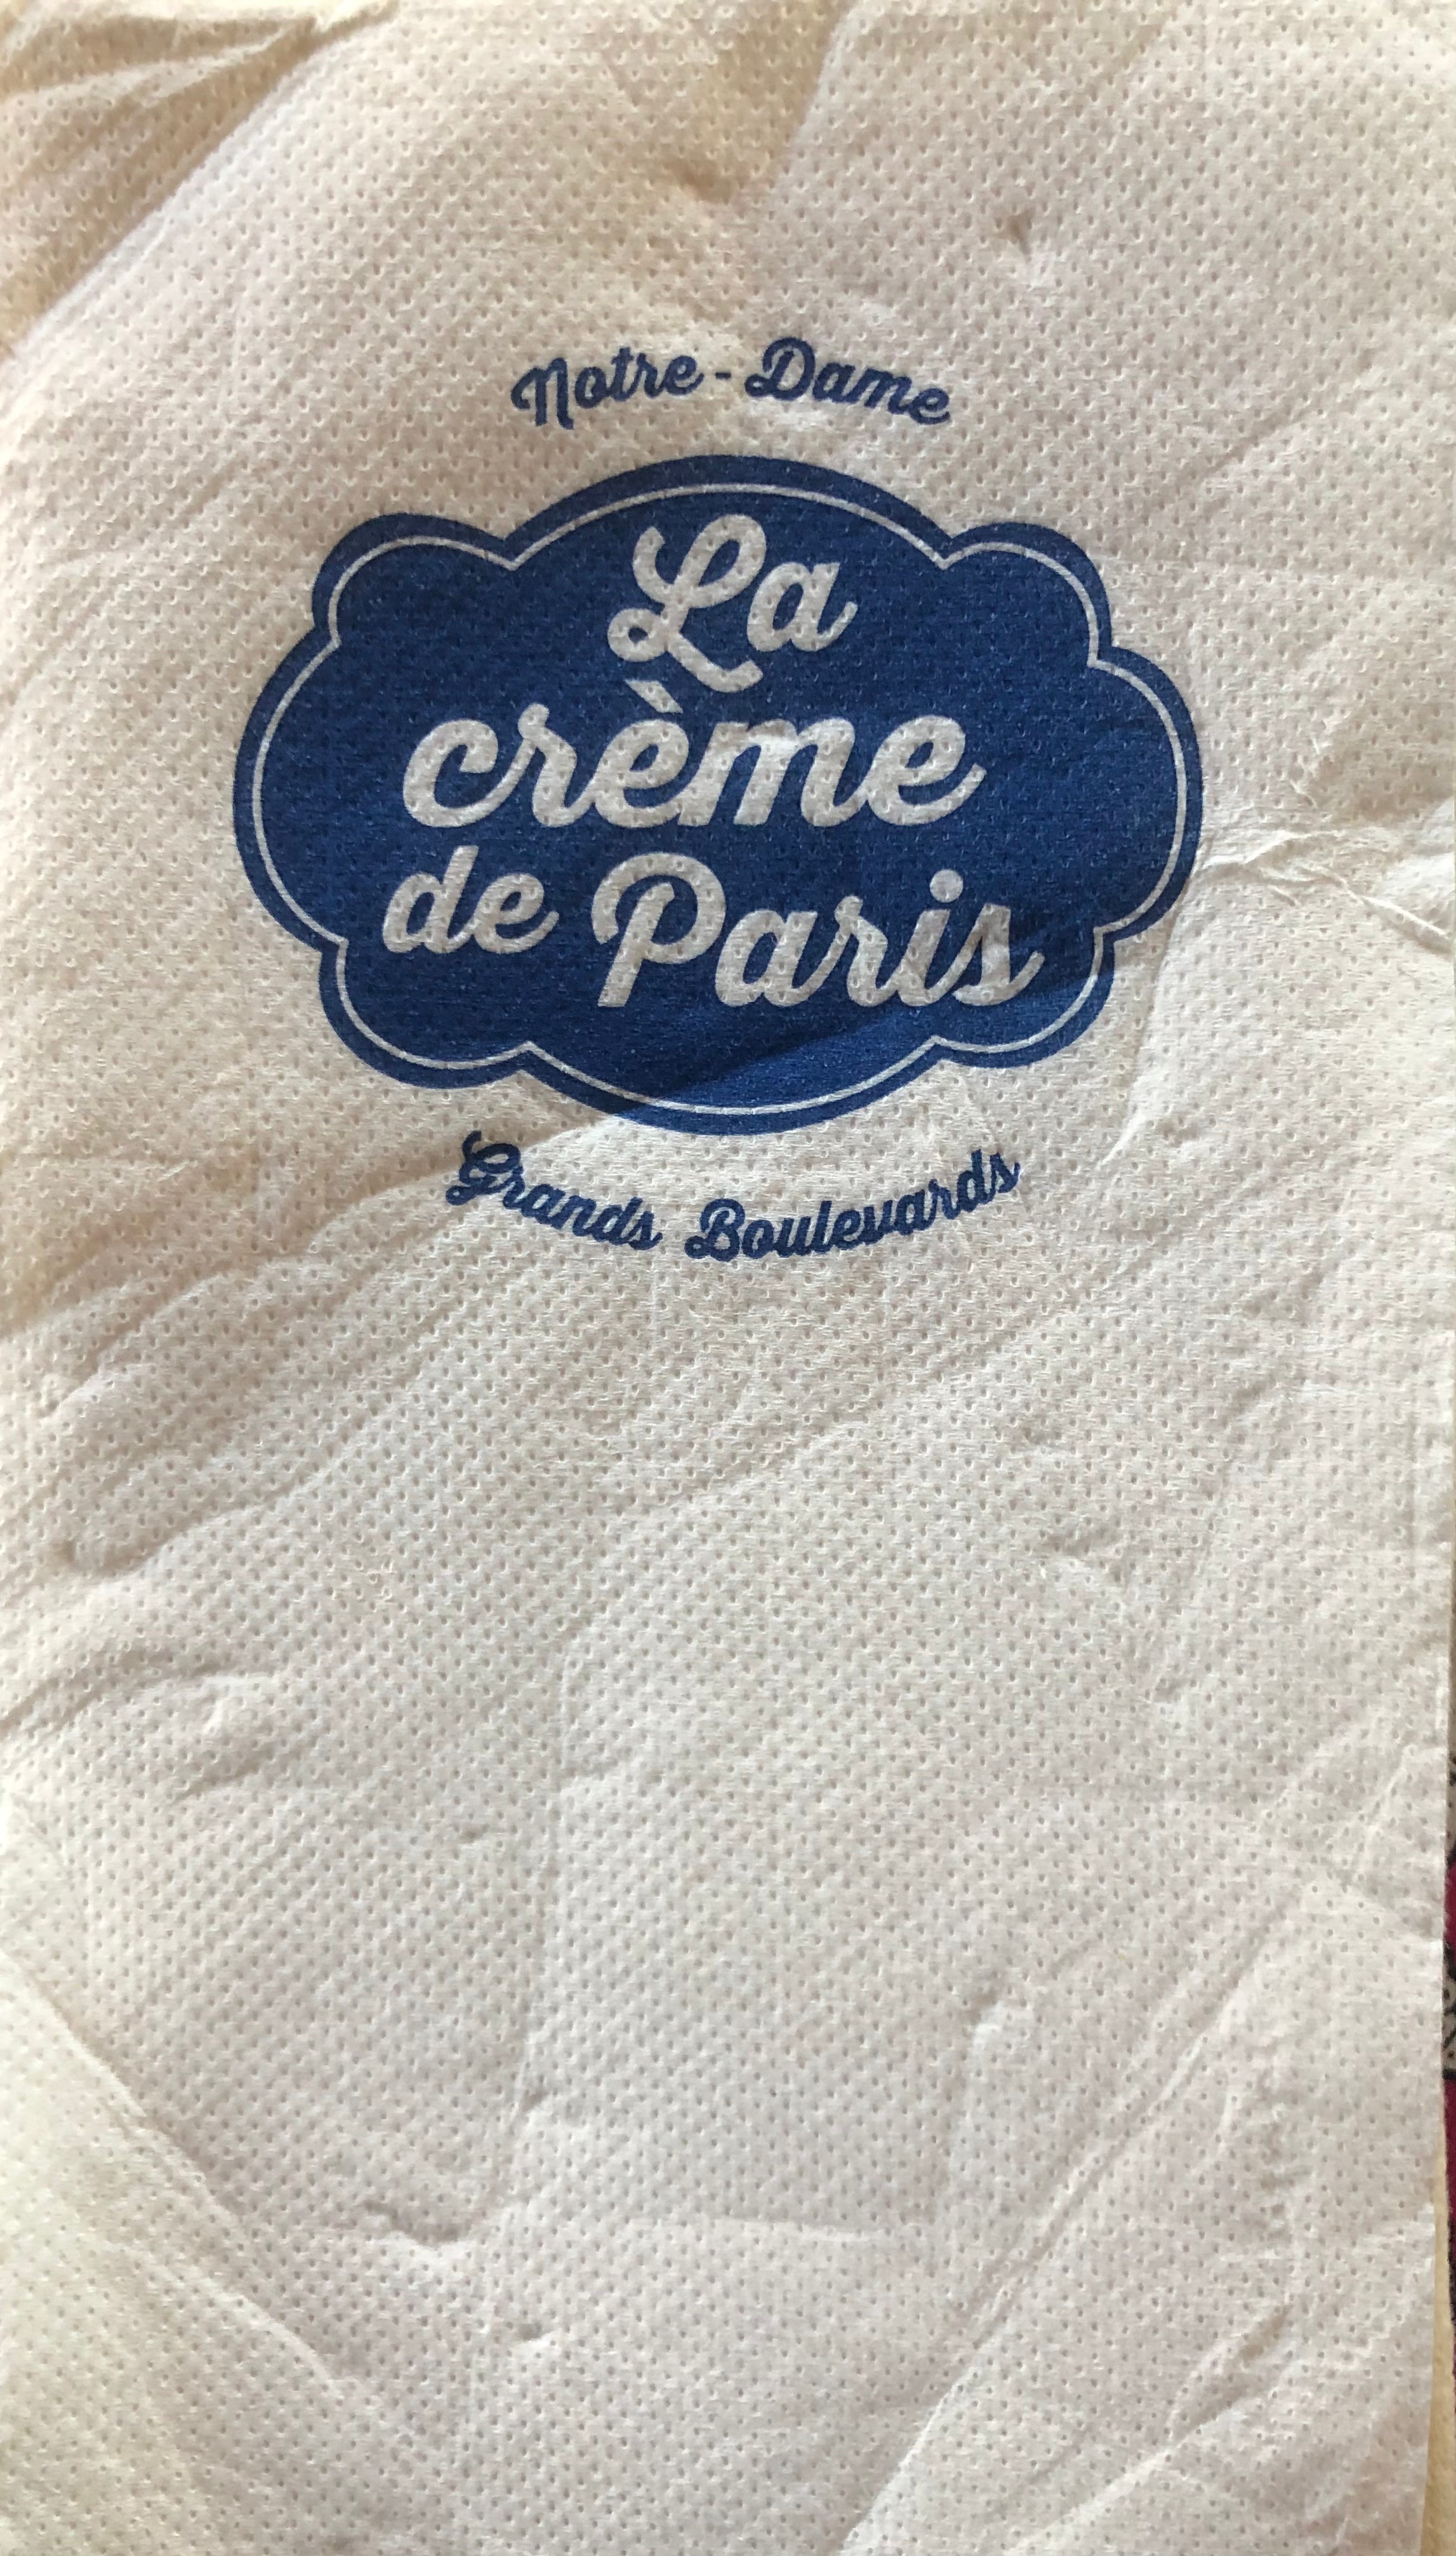 Notre-Dame
La
crème
de Paris
Grands Boulevards